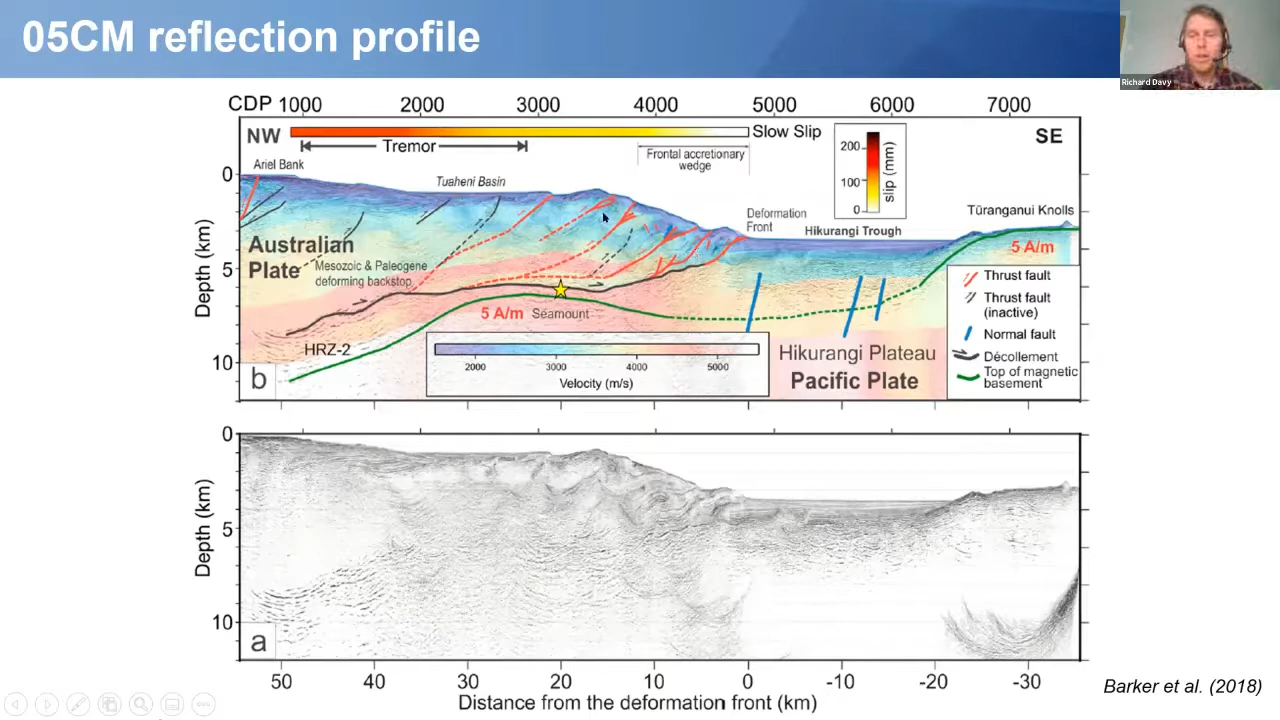 05CM reflection profile
Richard Davy
CDP 1000 2000 3000 4000 5000 6000 7000
NW
Slow Slip
SE
Tremor
Frontal accretionary
wedge
200
100
0
slip (mm)
Ariel Bank
Tuaheni Basin
Deformation
Front
Hikurangi Trough
Tūranganui Knolls
0
5
10
Depth (km)
Australian
Plate
Mesozoic & Paleogene
deforming backstop
5 A/m
5 A/m
Seamount
HRZ-2
2000 3000 4000 5000
Velocity (m/s)
Hikurangi Plateau
Pacific Plate
Thrust fault
Thrust fault
(inactive)
Normal fault
Décollement
Top of magnetic
basement
b
0
5
10
Depth (km)
a
50 40 30 20 10 0 -10 -20 -30
Distance from the deformation front (km)
Barker et al. (2018)